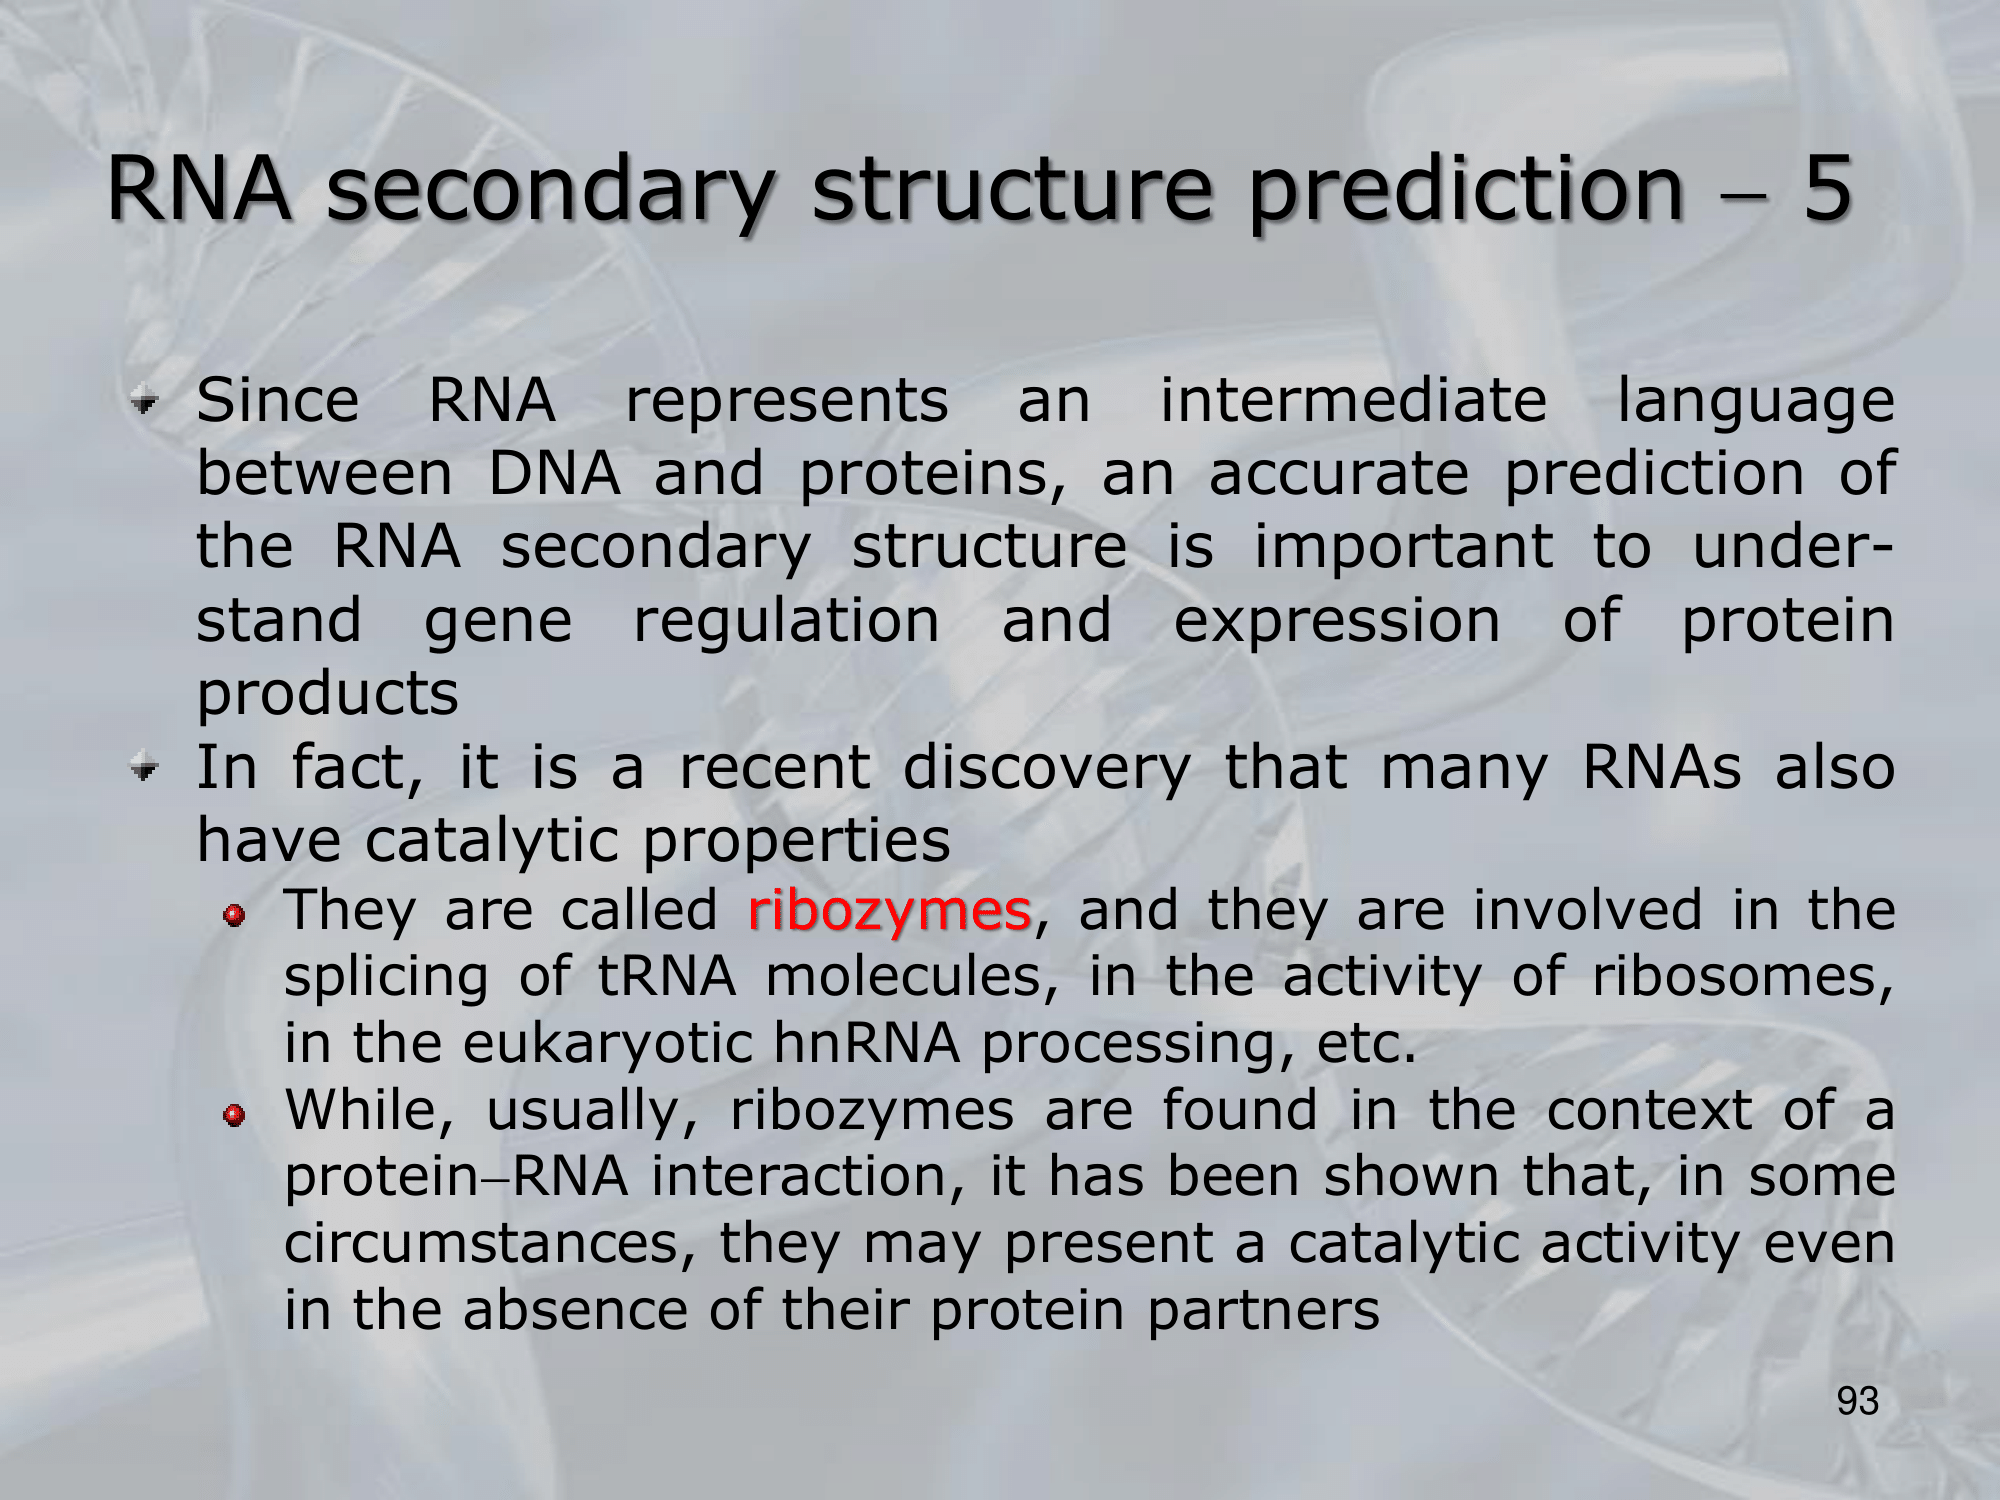 RNA secondary structure prediction – 5
Since RNA represents an intermediate language
between DNA and proteins, an accurate prediction of
the RNA secondary structure is important to under-
stand gene regulation and expression of protein
products
In fact, it is a recent discovery that many RNAs also
have catalytic properties
They are called ribozymes, and they are involved in the
splicing of tRNA molecules, in the activity of ribosomes,
in the eukaryotic hnRNA processing, etc.
While, usually, ribozymes are found in the context of a
protein–RNA interaction, it has been shown that, in some
circumstances, they may present a catalytic activity even
in the absence of their protein partners
93